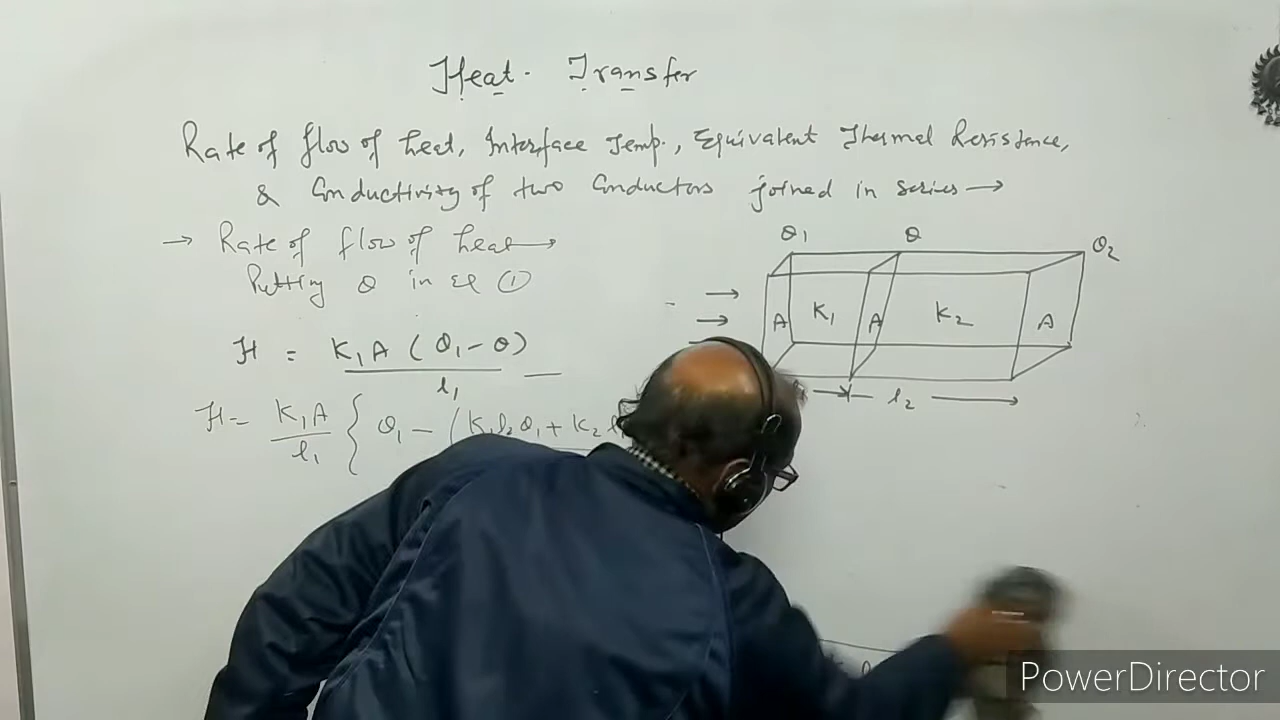 Heat. Transfer
Rate of flow of heat, Interface Temp., Equivalent Thermal Resistence,
& Conductivity of two Conductors joined in series →
→ Rate of flow of heat →
Putting θ in eq ①
H = K₁A (θ₁ - θ) / l₁
H = K₁A / l₁ { θ₁ - (K₁l₂θ₁ + K₂ l
θ₁ θ θ₂
A K₁ A K₂ A
l₂
PowerDirector